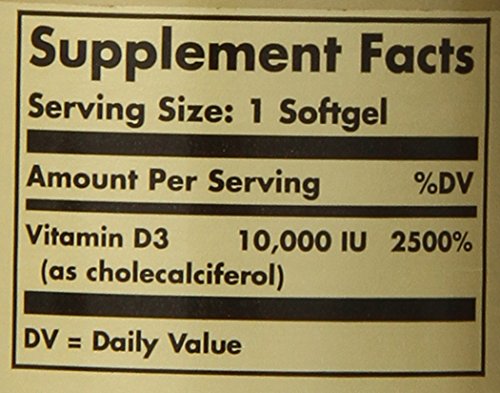 Supplement Facts
Serving Size: 1 Softgel
Amount Per Serving %DV
Vitamin D3 10,000 IU 2500%
(as cholecalciferol)
DV = Daily Value